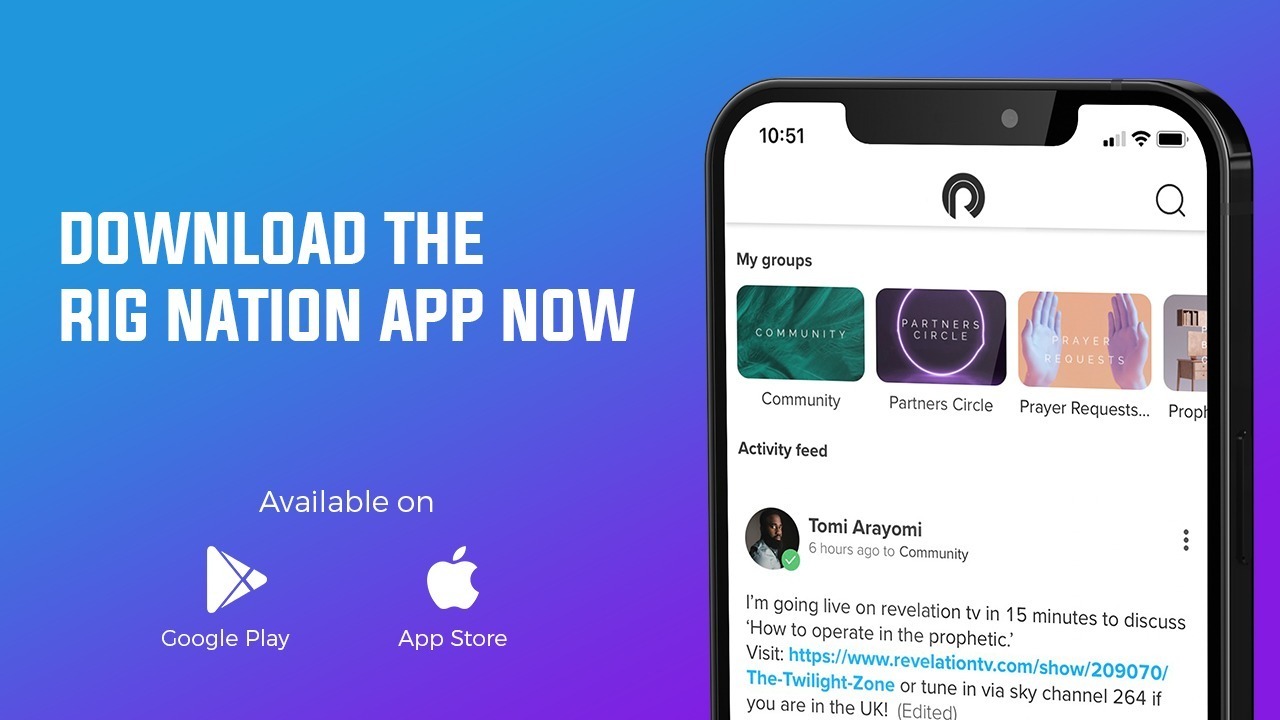 DOWNLOAD THE
RIG NATION APP NOW
Available on
Google Play
App Store
10:51
My groups
COMMUNITY
PARTNERS
CIRCLE
PRAYER
REQUESTS
Community
Partners Circle
Prayer Requests...
Proph
Activity feed
Tomi Arayomi
6 hours ago to Community
I'm going live on revelation tv in 15 minutes to discuss
‘How to operate in the prophetic.’
Visit: https://www.revelationtv.com/show/209070/
The-Twilight-Zone or tune in via sky channel 264 if
you are in the UK! (Edited)